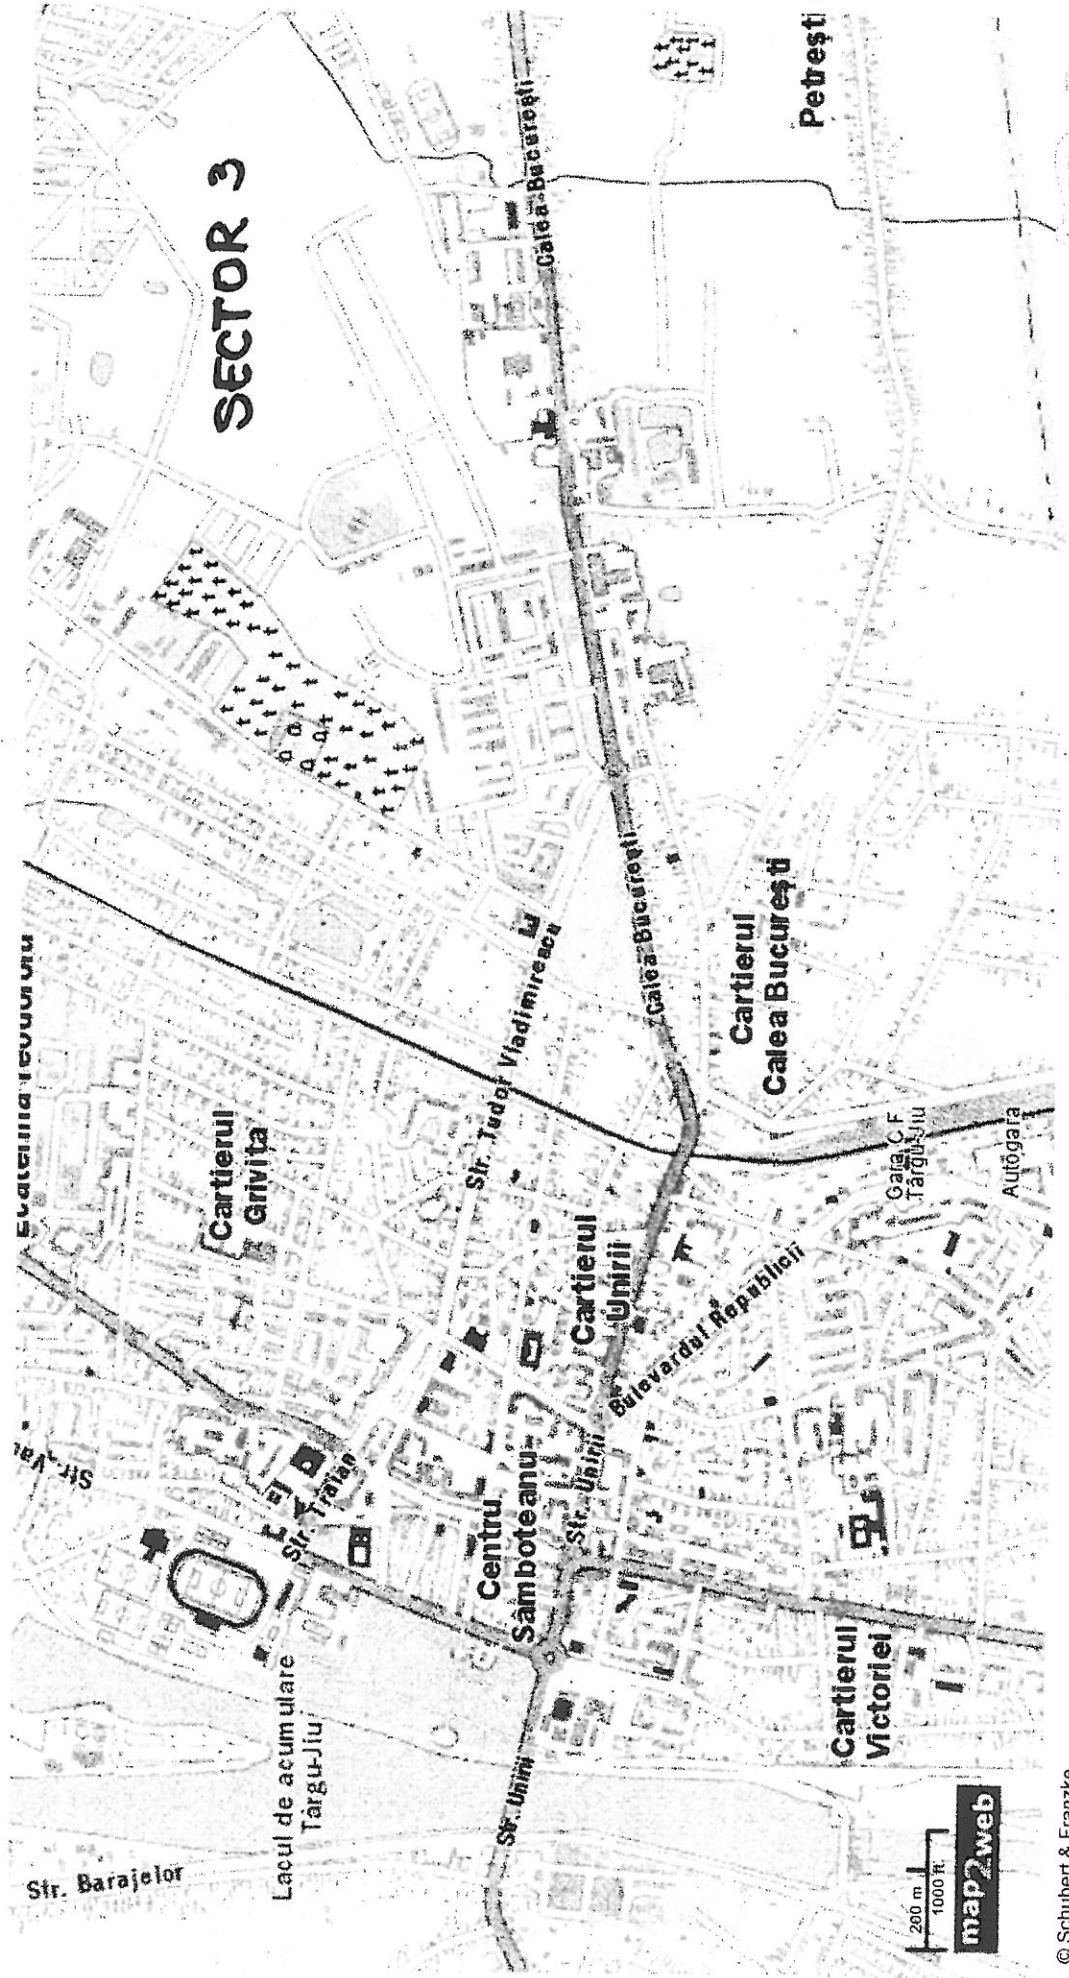 SECTOR 3
Petrești
Calea București
Str. Tudor Vladimirescu
Calea București
Cartierul
Calea București
Cartierul
Grivița
Cartierul
Unirii
Bulevardul Republicii
Gara C.F.
Târgu-Jiu
Autogara
Str. Traian
Centru
Sâmboteanu
Str. Unirii
Cartierul
Victoriei
Lacul de acumulare
Târgu-Jiu
Str. Unirii
Str. Barajelor
200 m
1000 ft.
map2web
© Schubert & Franzke